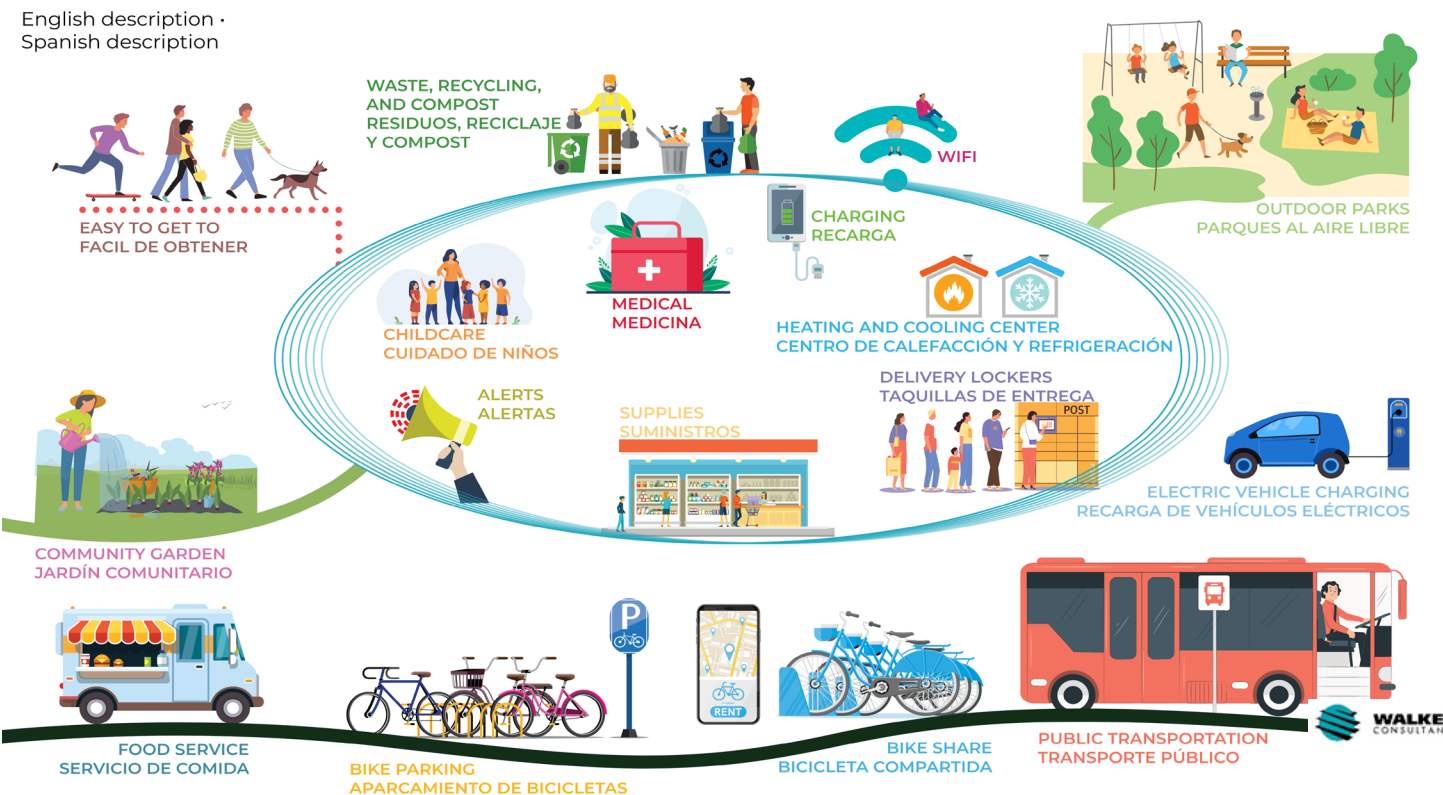 English description •
Spanish description
WASTE, RECYCLING,
AND COMPOST
RESIDUOS, RECICLAJE
Y COMPOST
WIFI
EASY TO GET TO
FACIL DE OBTENER
OUTDOOR PARKS
PARQUES AL AIRE LIBRE
CHARGING
RECARGA
MEDICAL
MEDICINA
CHILDCARE
CUIDADO DE NIÑOS
HEATING AND COOLING CENTER
CENTRO DE CALEFACCIÓN Y REFRIGERACIÓN
ALERTS
ALERTAS
SUPPLIES
SUMINISTROS
DELIVERY LOCKERS
TAQUILLAS DE ENTREGA
POST
ELECTRIC VEHICLE CHARGING
RECARGA DE VEHÍCULOS ELÉCTRICOS
COMMUNITY GARDEN
JARDÍN COMUNITARIO
P
RENT
FOOD SERVICE
SERVICIO DE COMIDA
BIKE PARKING
APARCAMIENTO DE BICICLETAS
BIKE SHARE
BICICLETA COMPARTIDA
PUBLIC TRANSPORTATION
TRANSPORTE PÚBLICO
WALKE
CONSULTAN